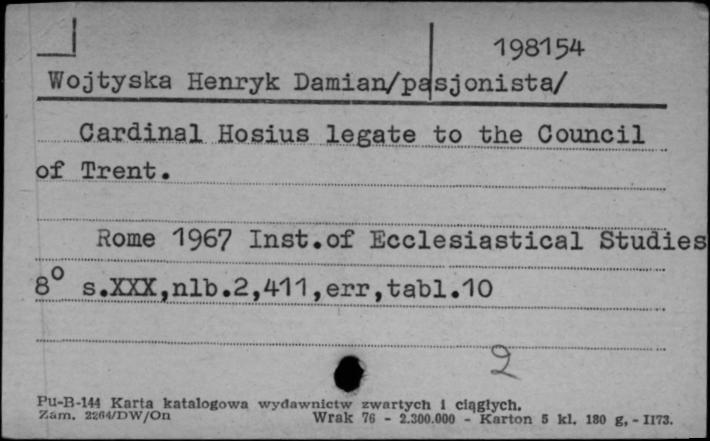 198154
Wojtyska Henryk Damian/pasjonista/
Cardinal Hosius legate to the Council
of Trent.
Rome 1967 Inst.of Ecclesiastical Studies
8° s.XXX,nlb.2,411,err,tabl.10
2
Pu-B-144 Karta katalogowa wydawnictw zwartych i ciągłych.
Zam. 2264/DW/On Wrak 76 - 2.300.000 - Karton 5 kl. 180 g, - II73.